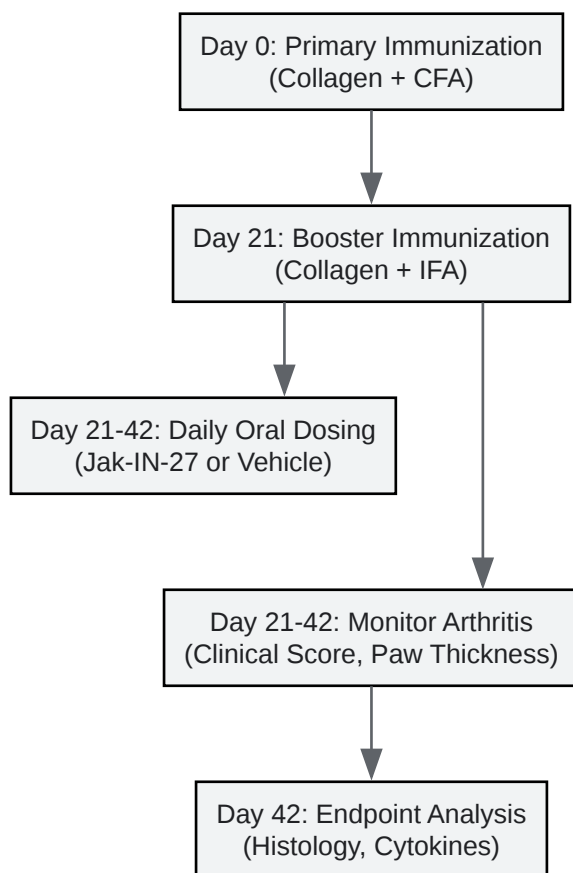 Day 0: Primary Immunization
(Collagen + CFA)
Day 21: Booster Immunization
(Collagen + IFA)
Day 21-42: Daily Oral Dosing
(Jak-IN-27 or Vehicle)
Day 21-42: Monitor Arthritis
(Clinical Score, Paw Thickness)
Day 42: Endpoint Analysis
(Histology, Cytokines)